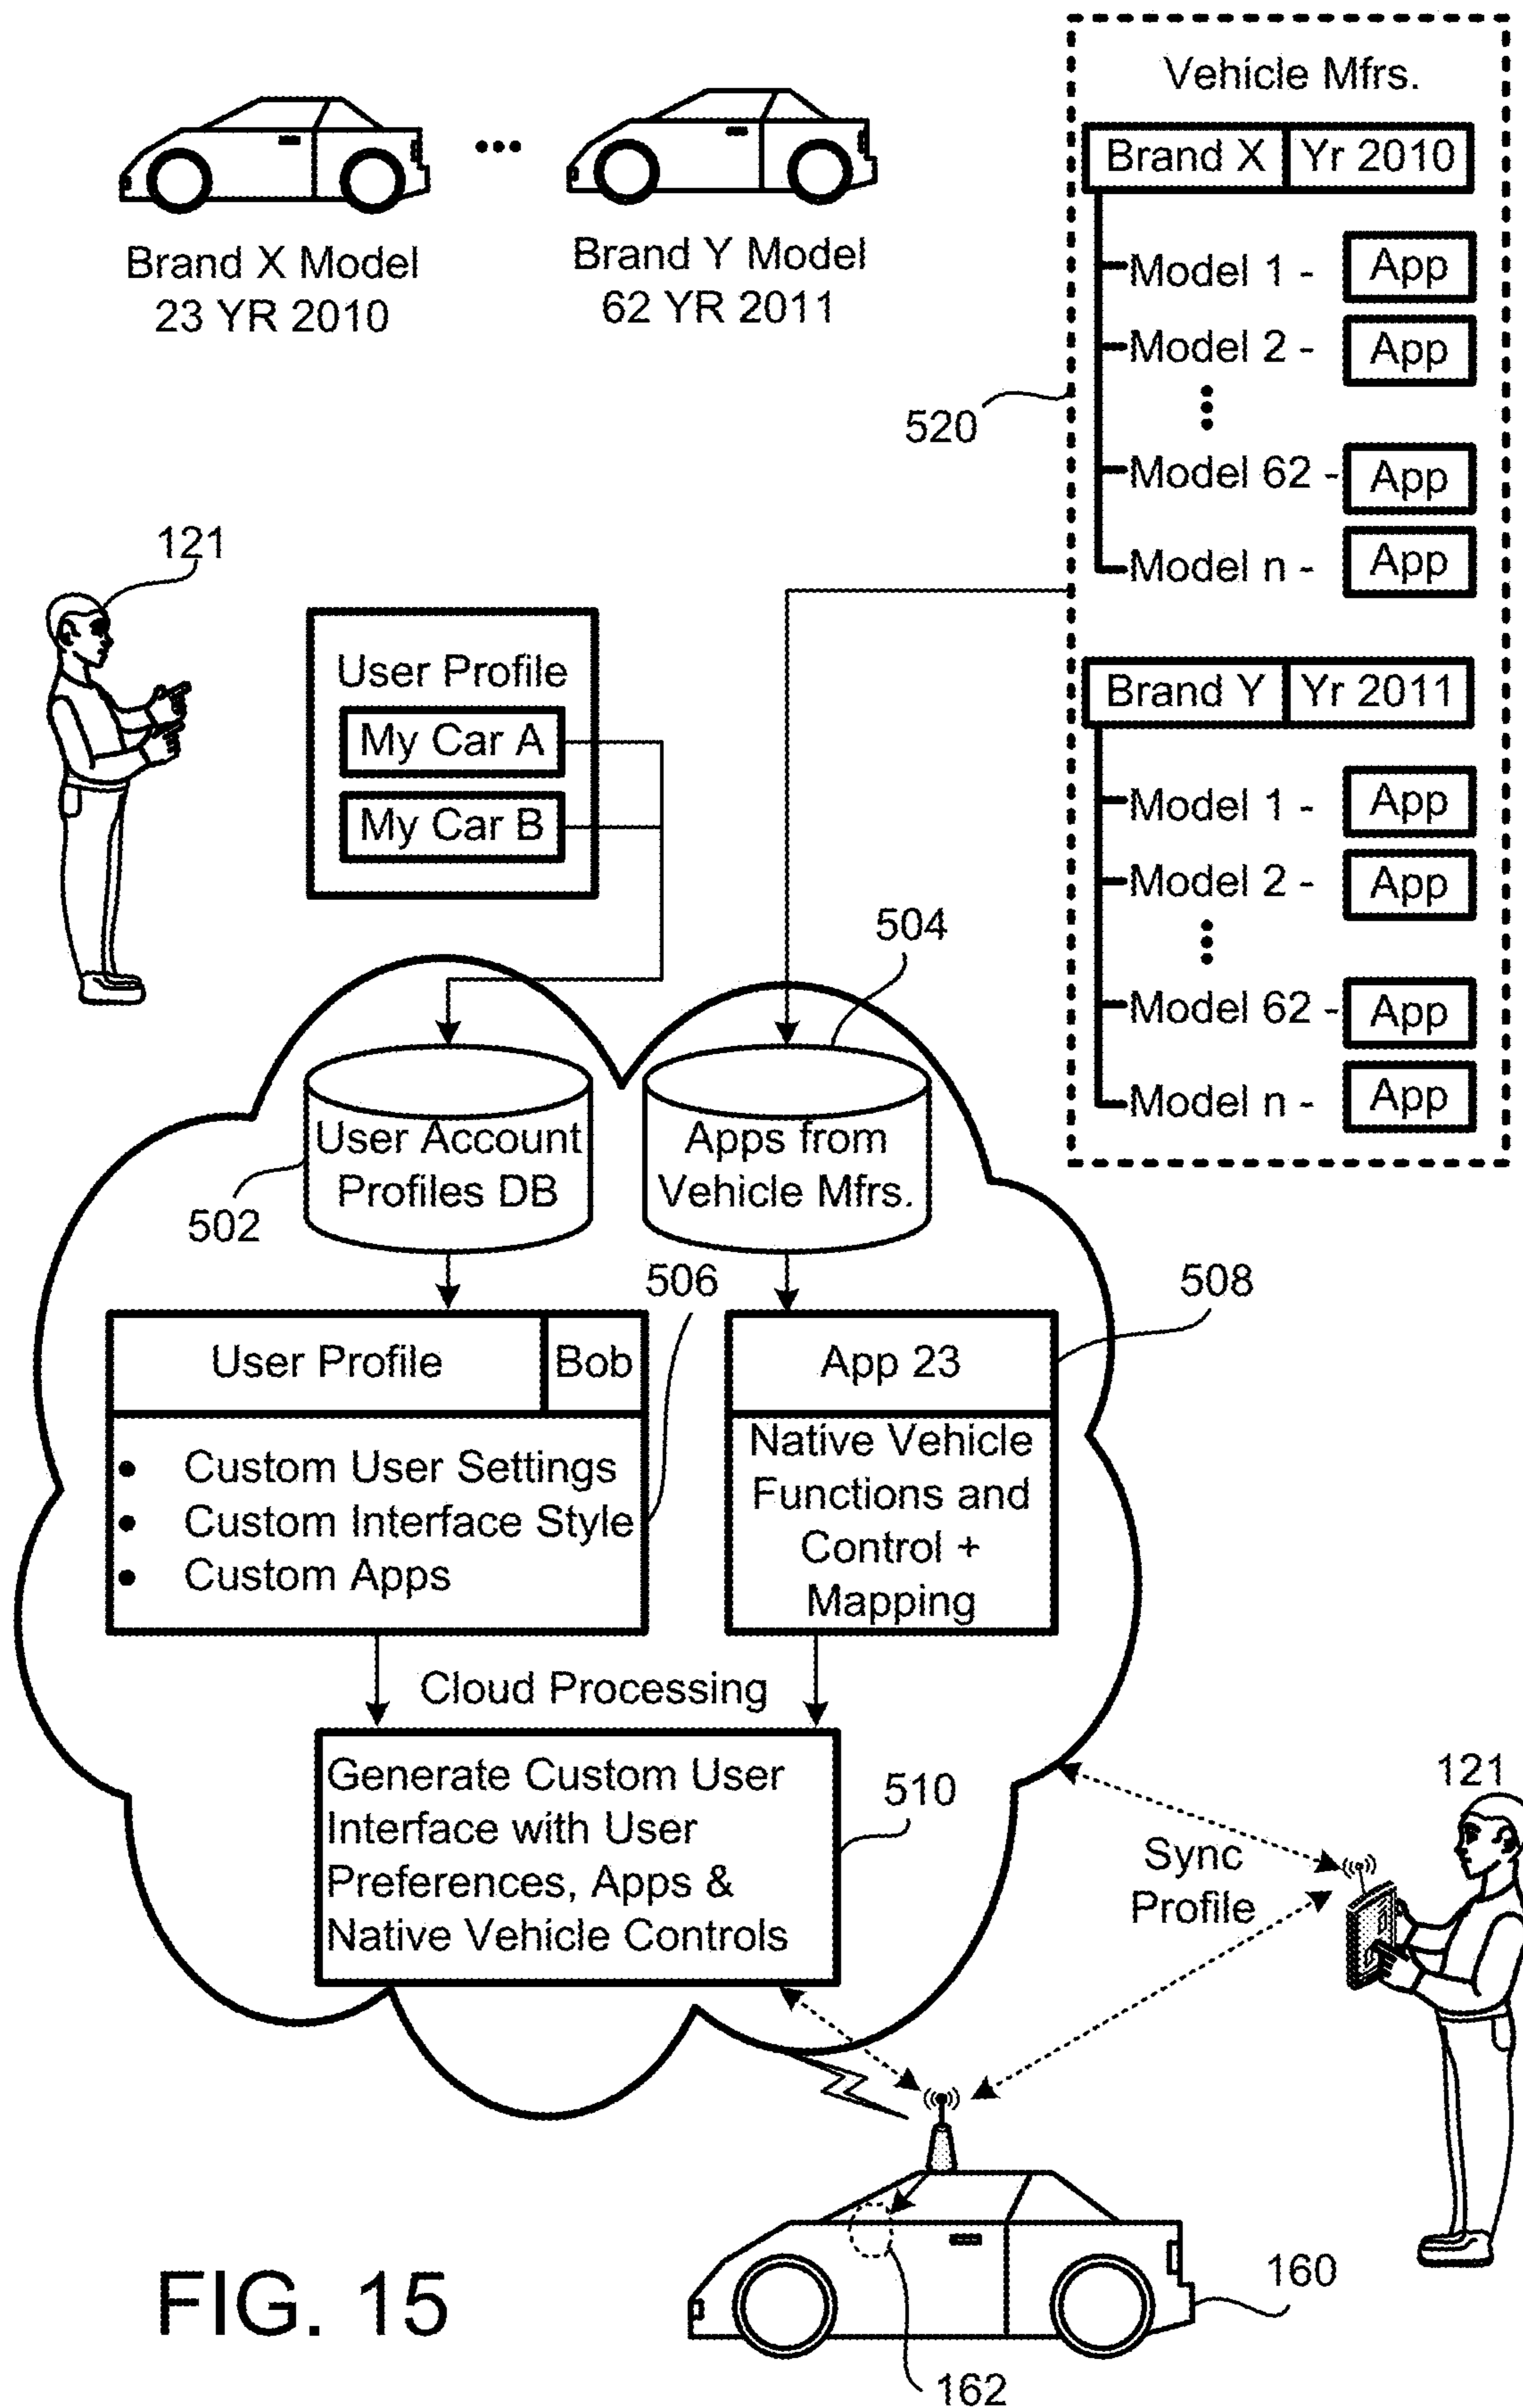 Vehicle Mfrs.
Brand X Yr 2010
Model 1 - App
Model 2 - App
Model 62 - App
Model n - App
Brand Y Yr 2011
Model 1 - App
Model 2 - App
Model 62 - App
Model n - App
520
Brand X Model
23 YR 2010
Brand Y Model
62 YR 2011
121
User Profile
My Car A
My Car B
504
User Account
Profiles DB
502
Apps from
Vehicle Mfrs.
506
508
User Profile Bob
• Custom User Settings
• Custom Interface Style
• Custom Apps
App 23
Native Vehicle
Functions and
Control +
Mapping
Cloud Processing
Generate Custom User
Interface with User
Preferences, Apps &
Native Vehicle Controls
510
121
Sync
Profile
160
162
FIG. 15